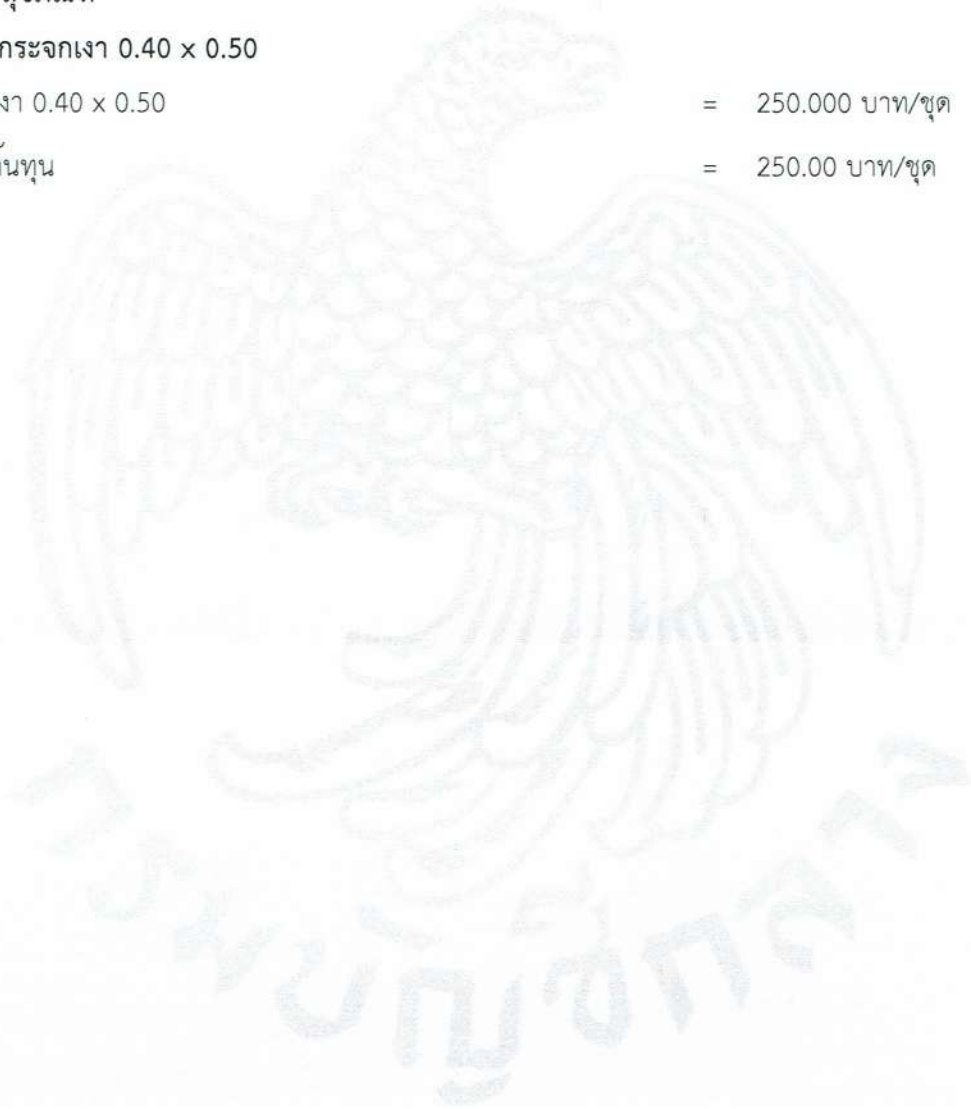 กระจกเงา 0.40 x 0.50
งา 0.40 x 0.50 = 250.000 บาท/ชุด
ต้นทุน = 250.00 บาท/ชุด
กรมบัญชีกลาง